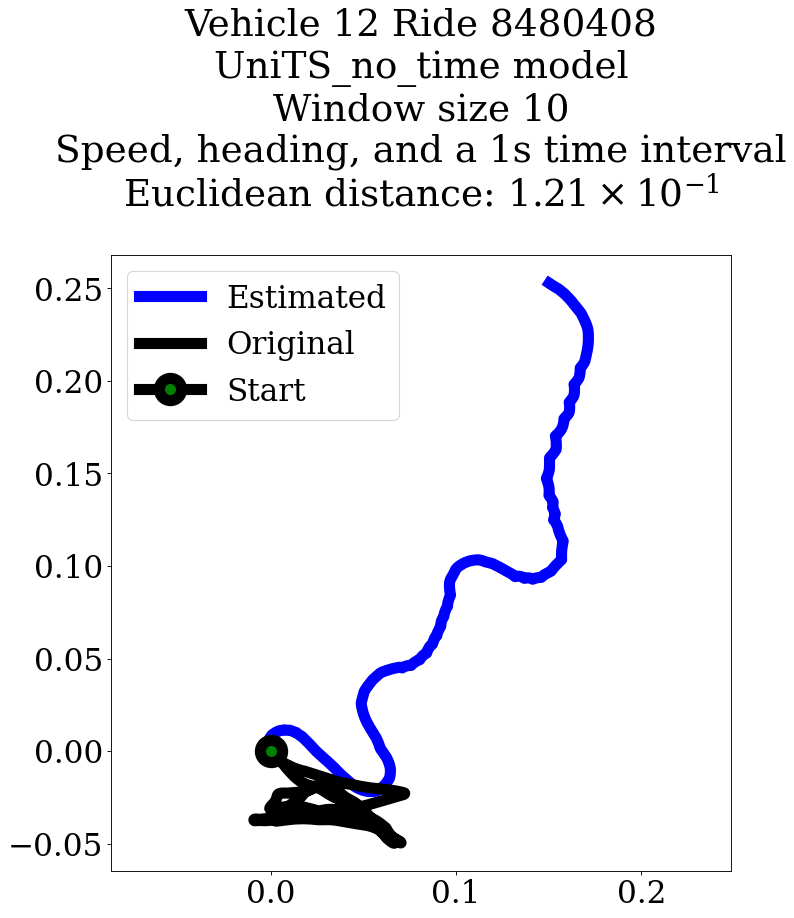 Vehicle 12 Ride 8480408
UniTS_no_time model
Window size 10
Speed, heading, and a 1s time interval
Euclidean distance: 1.21 × 10⁻¹
Estimated
Original
Start
0.25
0.20
0.15
0.10
0.05
0.00
−0.05
0.0 0.1 0.2